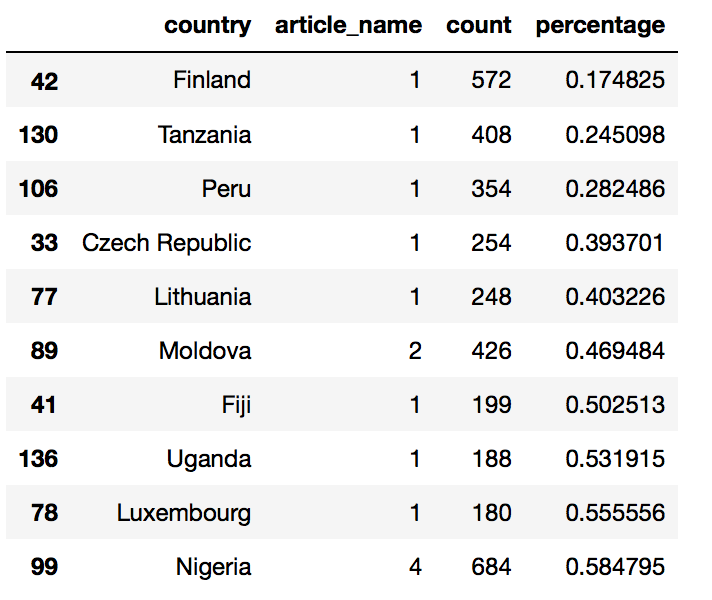 country article_name count percentage
42 Finland 1 572 0.174825
130 Tanzania 1 408 0.245098
106 Peru 1 354 0.282486
33 Czech Republic 1 254 0.393701
77 Lithuania 1 248 0.403226
89 Moldova 2 426 0.469484
41 Fiji 1 199 0.502513
136 Uganda 1 188 0.531915
78 Luxembourg 1 180 0.555556
99 Nigeria 4 684 0.584795